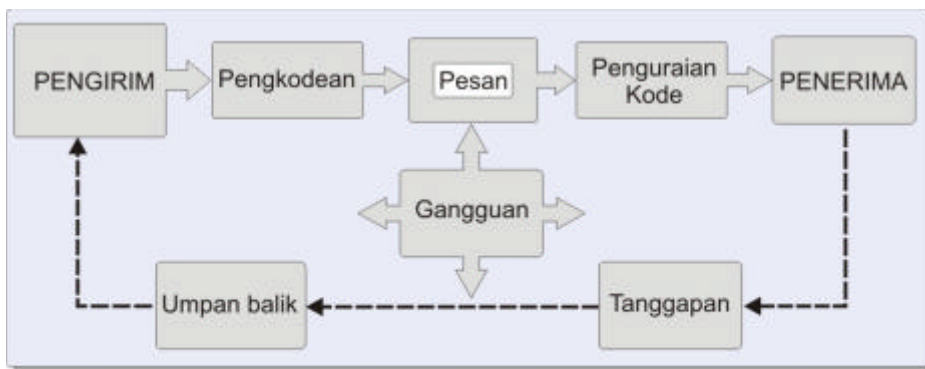 PENGIRIM
Pengkodean
Pesan
Penguraian
Kode
PENERIMA
Gangguan
Umpan balik
Tanggapan